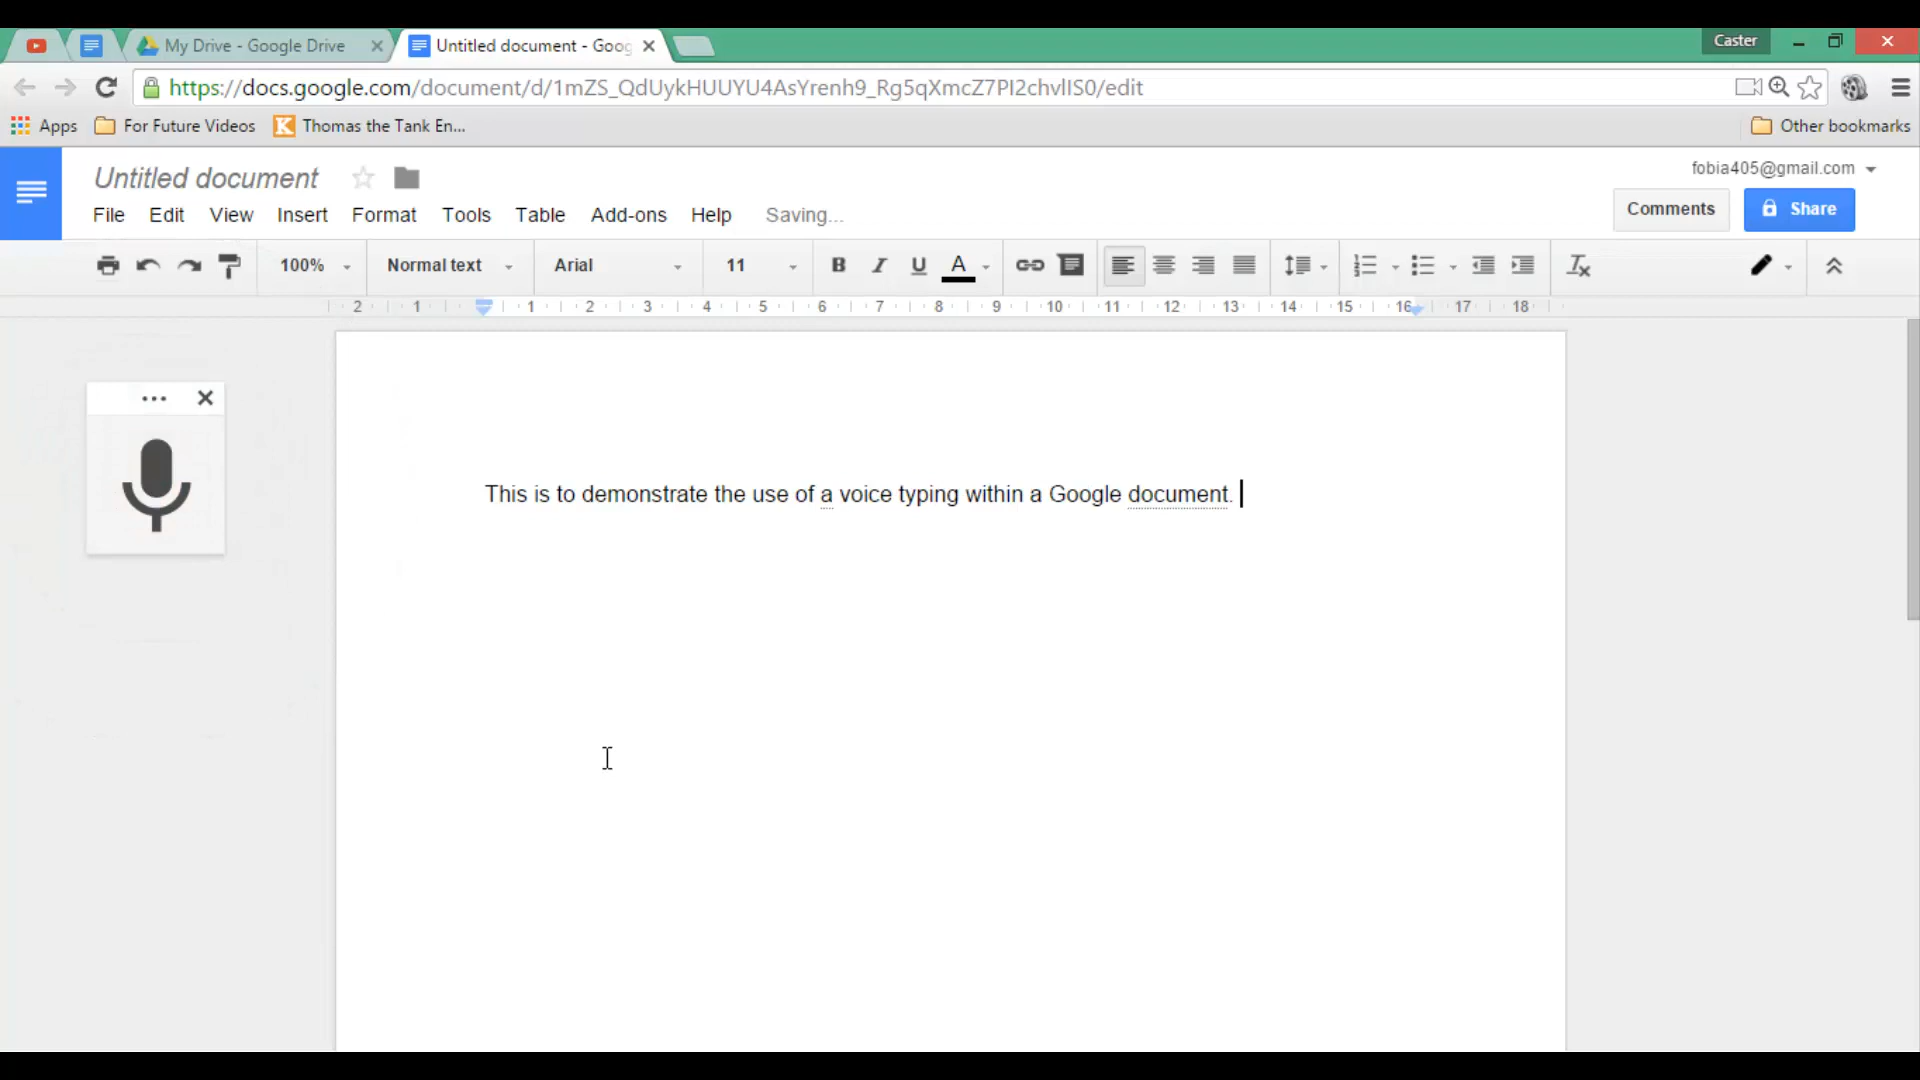 My Drive - Google Drive
Untitled document - Goog
Caster
https://docs.google.com/document/d/1mZS_QdUykHUUYU4AsYrenh9_Rg5qXmcZ7PI2chvlIS0/edit
Apps For Future Videos Thomas the Tank En... Other bookmarks
Untitled document
fobia405@gmail.com
File Edit View Insert Format Tools Table Add-ons Help Saving...
Comments Share
100% Normal text Arial 11 B I U A
2 1 1 2 3 4 5 6 7 8 9 10 11 12 13 14 15 16 17 18
This is to demonstrate the use of a voice typing within a Google document.